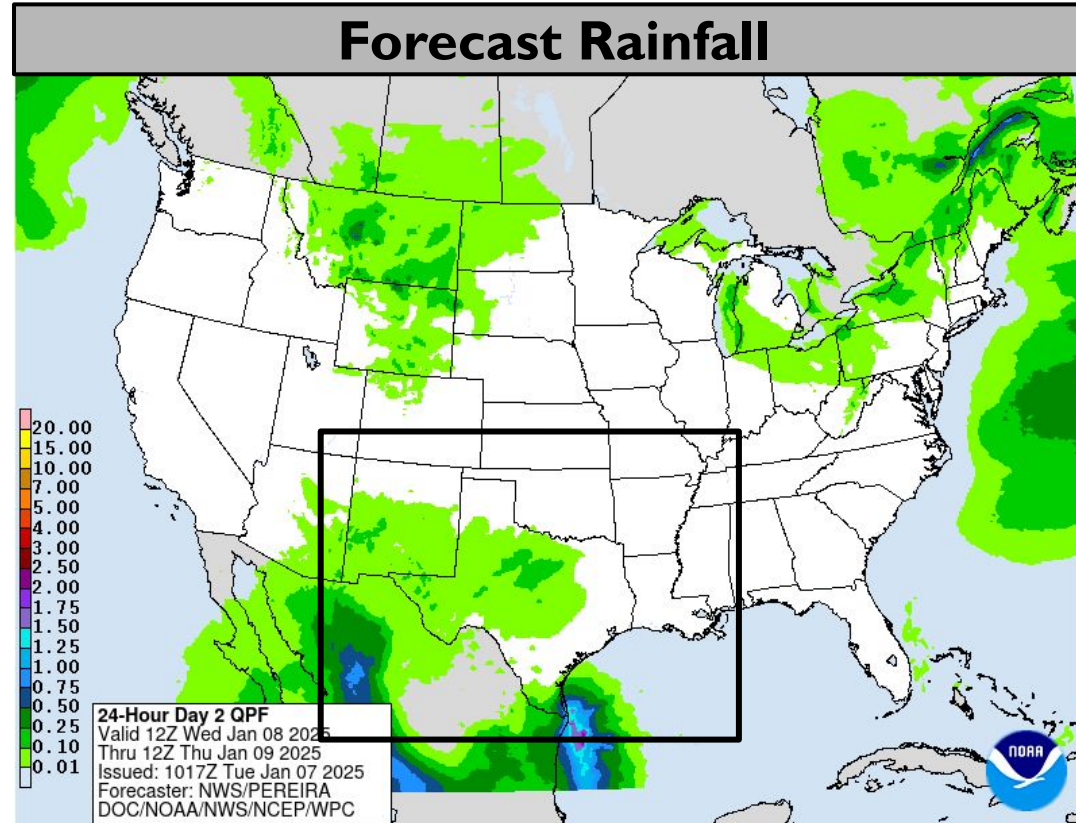 Forecast Rainfall
20.00
15.00
10.00
7.00
5.00
4.00
3.00
2.50
2.00
1.75
1.50
1.25
1.00
0.75
0.50
0.25
0.10
0.01
24-Hour Day 2 QPF
Valid 12Z Wed Jan 08 2025
Thru 12Z Thu Jan 09 2025
Issued: 1017Z Tue Jan 07 2025
Forecaster: NWS/PEREIRA
DOC/NOAA/NWS/NCEP/WPC
NOAA